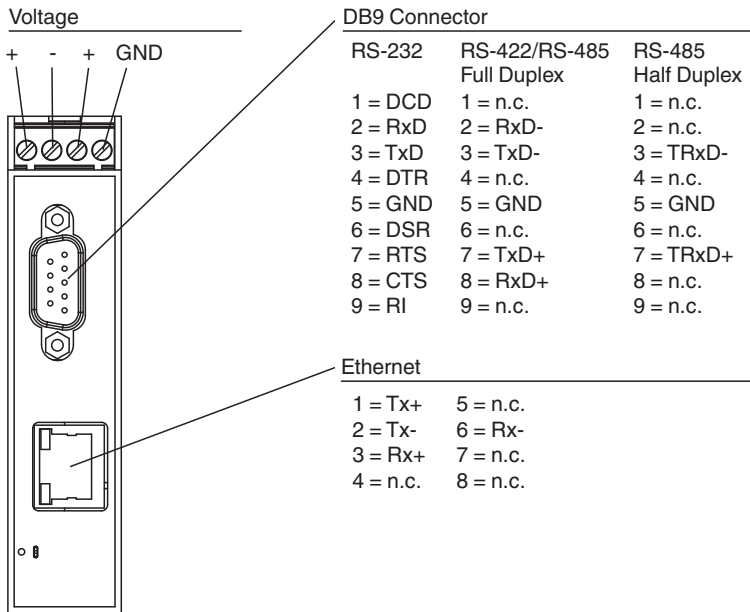 Voltage
+ - + GND
DB9 Connector
RS-232 RS-422/RS-485 RS-485
Full Duplex Half Duplex
1 = DCD 1 = n.c. 1 = n.c.
2 = RxD 2 = RxD- 2 = n.c.
3 = TxD 3 = TxD- 3 = TRxD-
4 = DTR 4 = n.c. 4 = n.c.
5 = GND 5 = GND 5 = GND
6 = DSR 6 = n.c. 6 = n.c.
7 = RTS 7 = TxD+ 7 = TRxD+
8 = CTS 8 = RxD+ 8 = n.c.
9 = RI 9 = n.c. 9 = n.c.
Ethernet
1 = Tx+ 5 = n.c.
2 = Tx- 6 = Rx-
3 = Rx+ 7 = n.c.
4 = n.c. 8 = n.c.